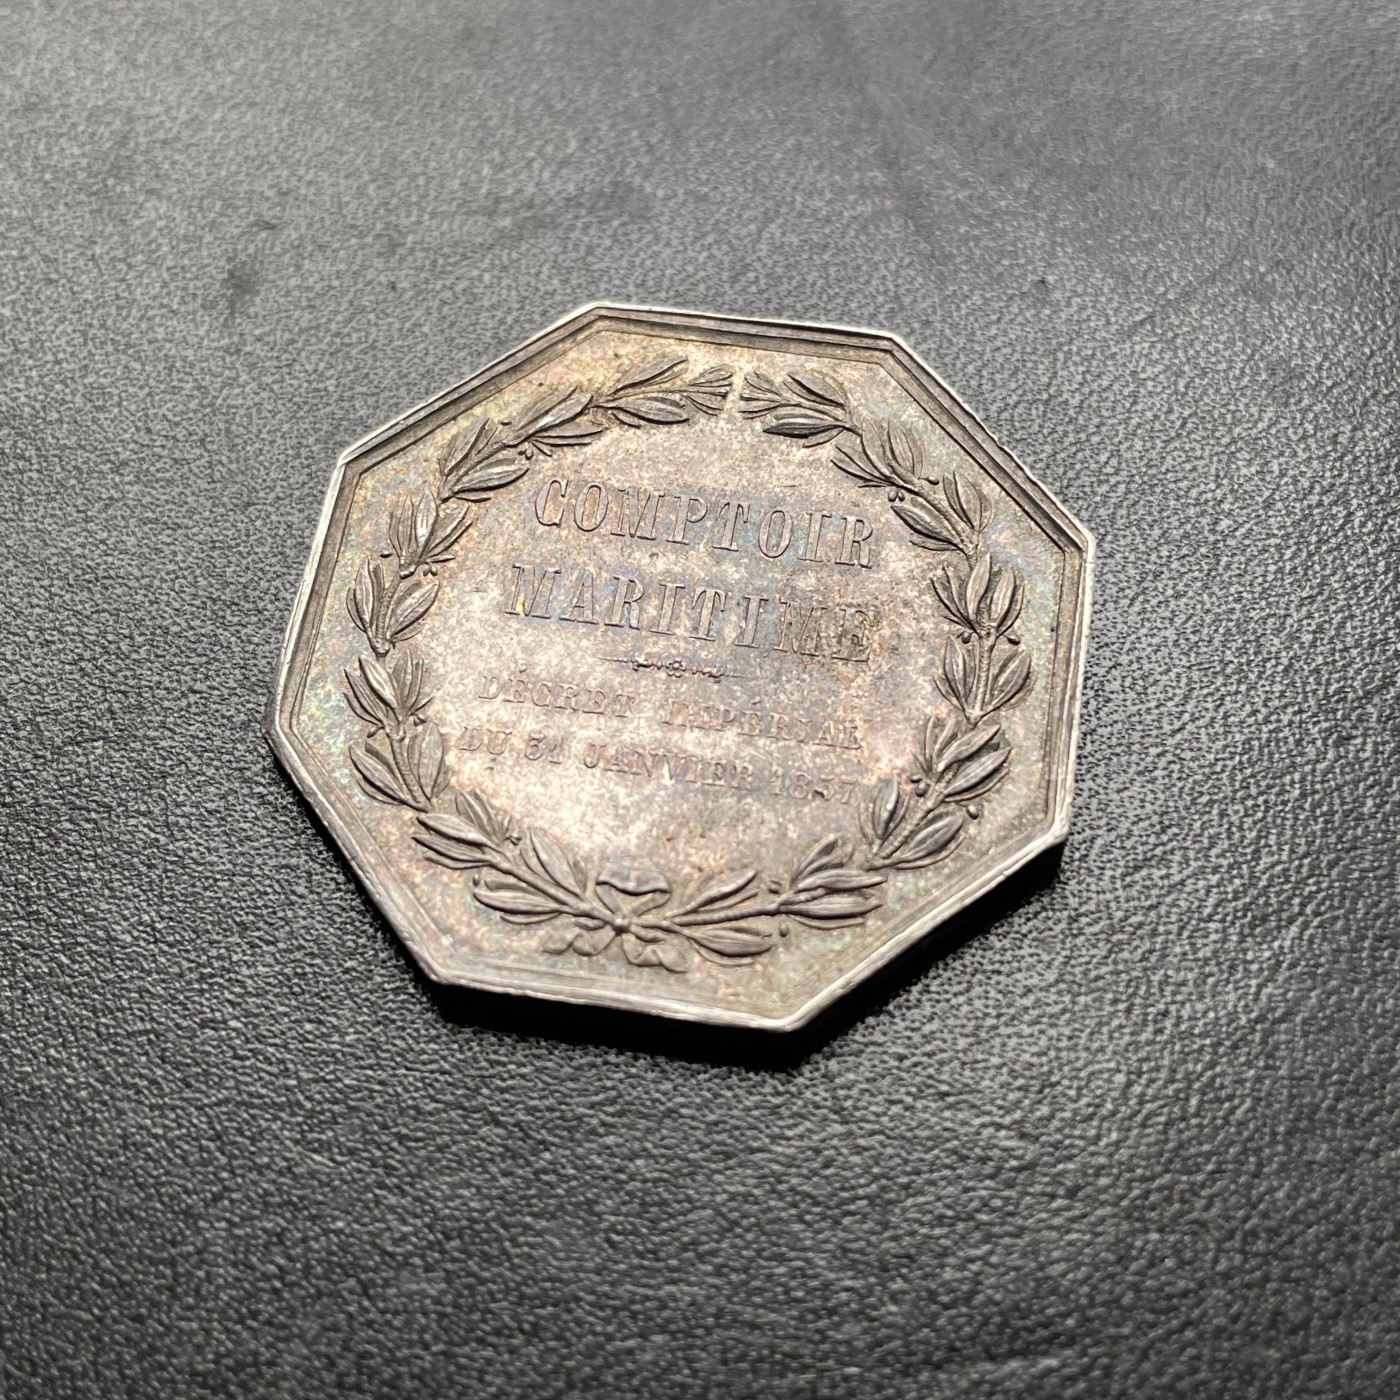 COMPTOIR
MARITIME
DÉCRET IMPÉRIAL
DU 31 JANVIER 1857